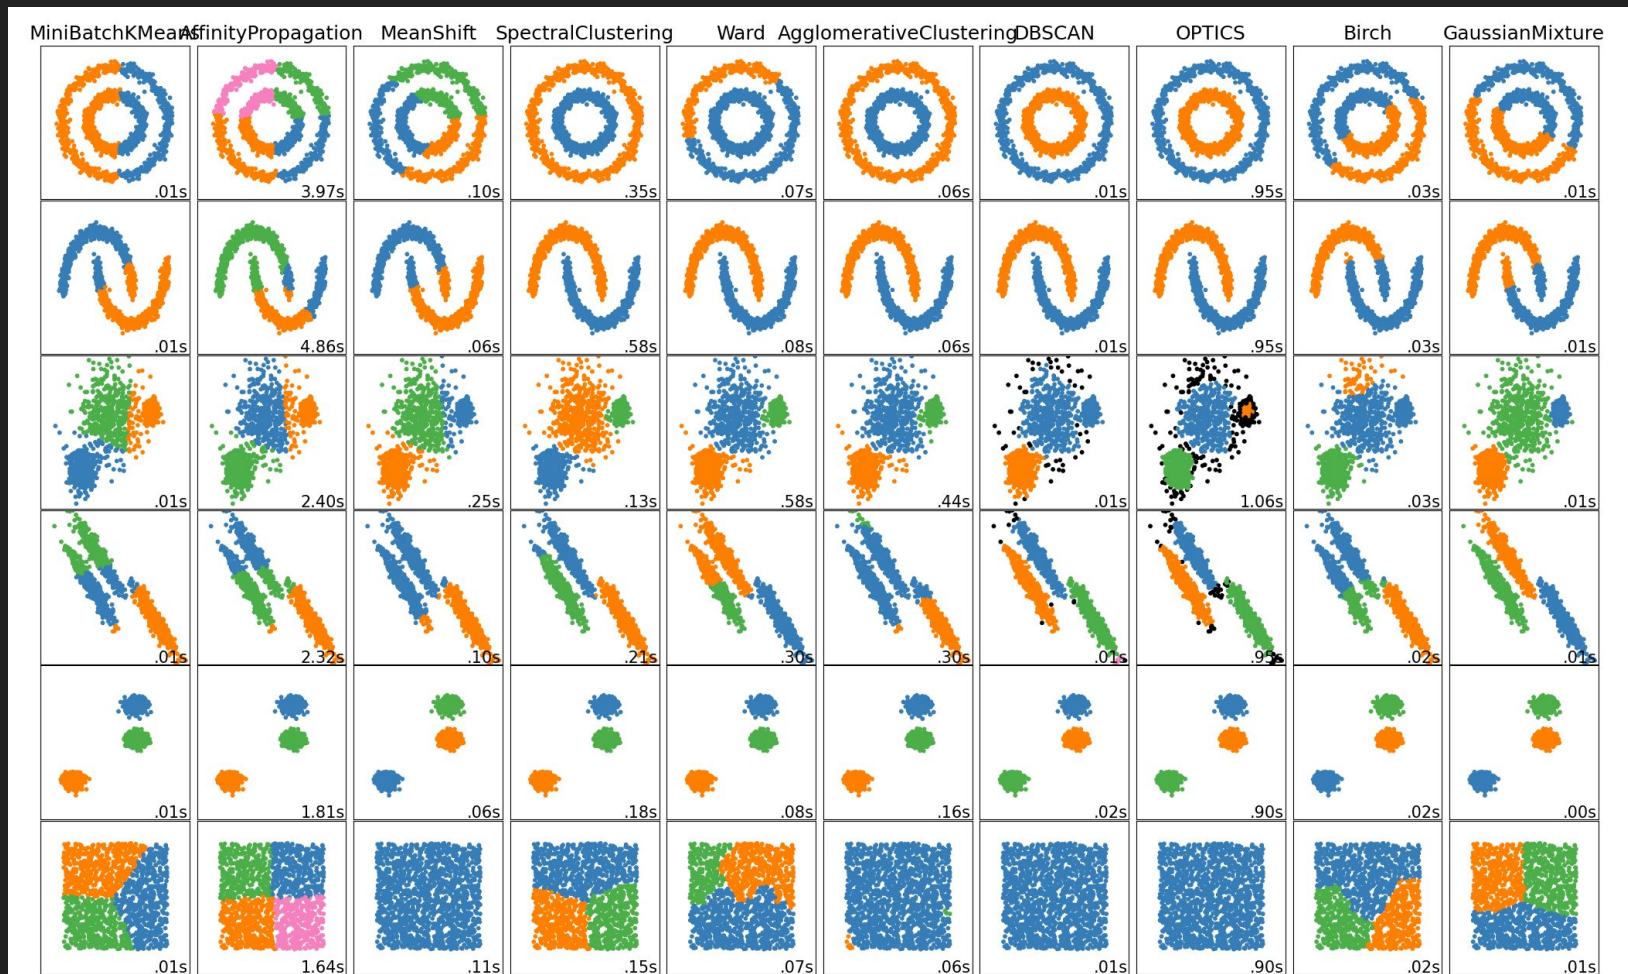 MiniBatchKMeans AffinityPropagation MeanShift SpectralClustering Ward AgglomerativeClustering DBSCAN OPTICS Birch GaussianMixture
.01s 3.97s .10s .35s .07s .06s .01s .95s .03s .01s
.01s 4.86s .06s .58s .08s .06s .01s .95s .03s .01s
.01s 2.40s .25s .13s .58s .44s .01s 1.06s .03s .01s
.01s 2.32s .10s .21s .30s .30s .01s .95s .02s .01s
.01s 1.81s .06s .18s .08s .16s .02s .90s .02s .00s
.01s 1.64s .11s .15s .07s .06s .01s .90s .02s .01s